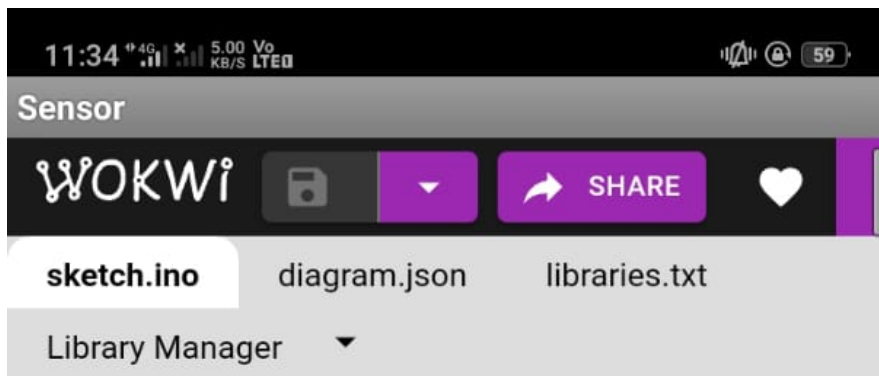 11:34 4G 5.00 KB/S Vo LTE 59
Sensor
WOKWi SHARE
sketch.ino diagram.json libraries.txt
Library Manager